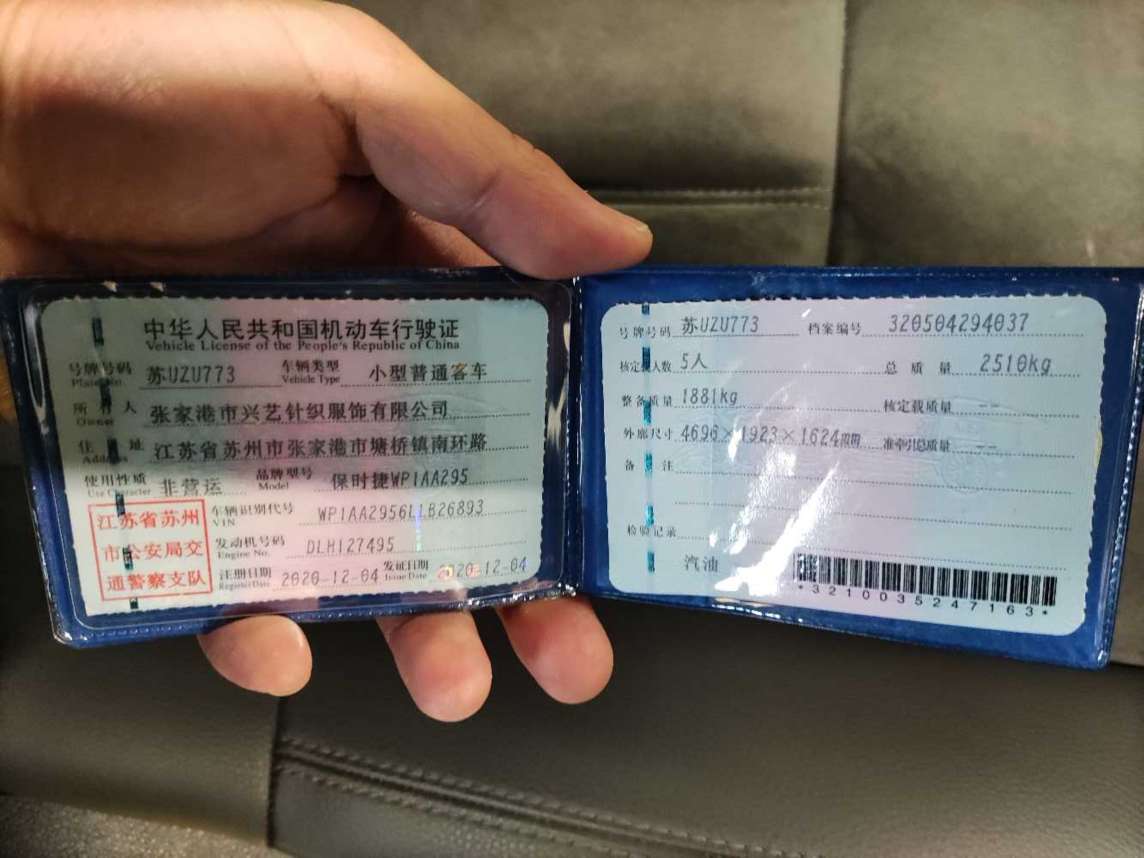 中华人民共和国机动车行驶证
Vehicle License of the People's Republic of China
号牌号码 苏UZU773 车辆类型 小型普通客车
Plate No. Vehicle Type
所有人 张家港市兴艺针织服饰有限公司
Owner
住址 江苏省苏州市张家港市塘桥镇南环路
Address
使用性质 非营运 品牌型号 保时捷WP1AA295
Use Character Model
江苏省苏州
市公安局交
通警察支队
车辆识别代号 WP1AA2956LLB26893
VIN
发动机号码 DLH127495
Engine No.
注册日期 2020-12-04 发证日期 2020-12-04
Register Date Issue Date
号牌号码 苏UZU773 档案编号 320504294037
核定载人数 5人 总质量 2510kg
整备质量 1881kg 核定载质量 --
外廓尺寸 4696×1923×1624mm 准牵引总质量 --
备注
检验记录
汽油
*3210035247163*